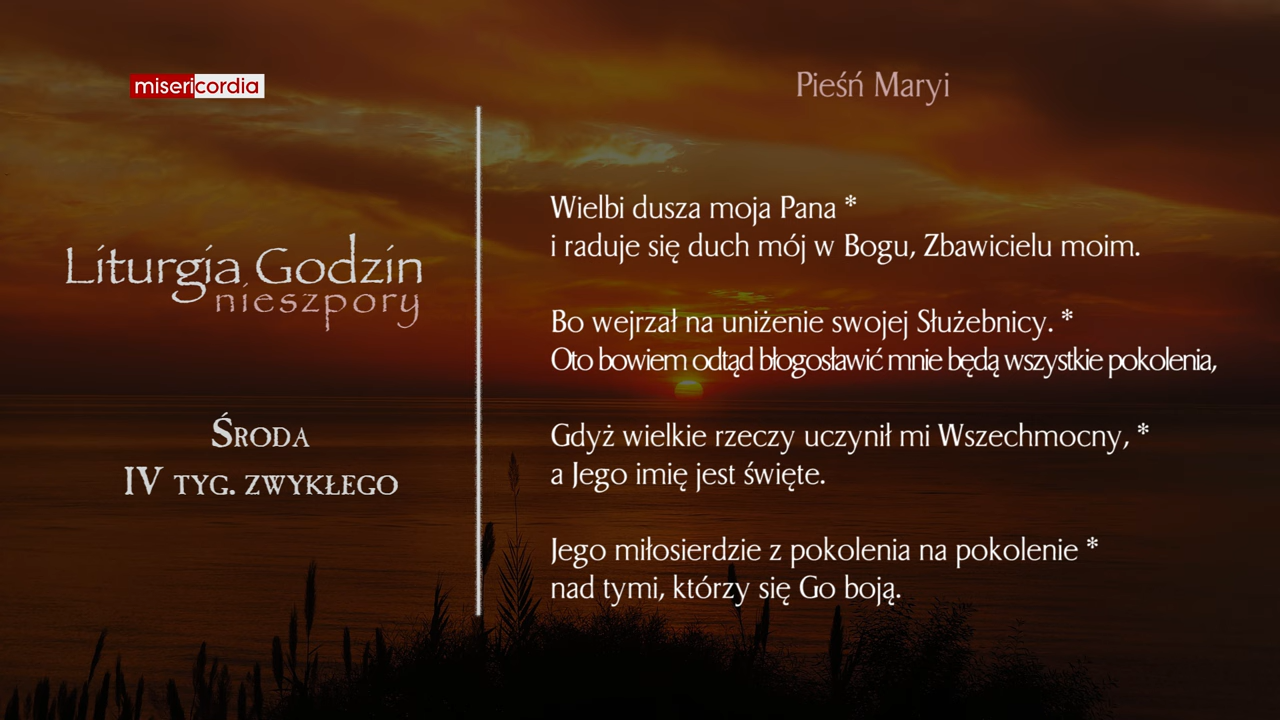 misericordia
Liturgia Godzin
nieszpory
Środa
IV tyg. zwykłego
Pieśń Maryi
Wielbi dusza moja Pana *
i raduje się duch mój w Bogu, Zbawicielu moim.
Bo wejrzał na uniżenie swojej Służebnicy. *
Oto bowiem odtąd błogosławić mnie będą wszystkie pokolenia,
Gdyż wielkie rzeczy uczynił mi Wszechmocny, *
a Jego imię jest święte.
Jego miłosierdzie z pokolenia na pokolenie *
nad tymi, którzy się Go boją.